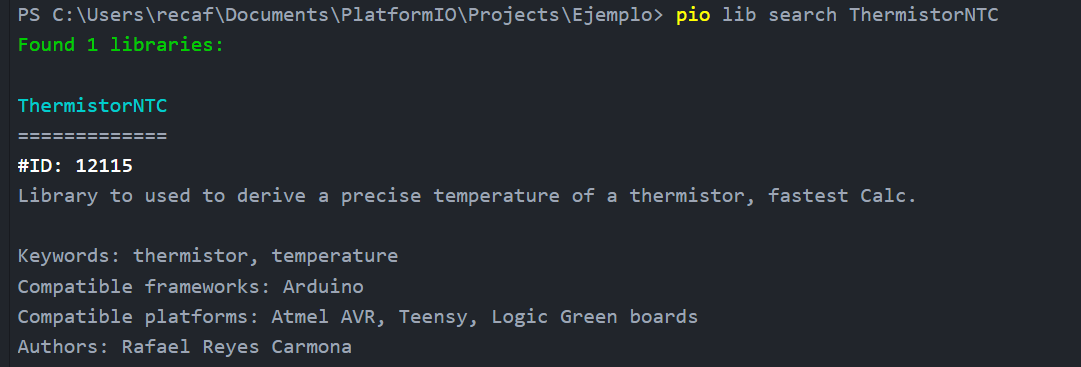 PS C:\Users\recaf\Documents\PlatformIO\Projects\Ejemplo> pio lib search ThermistorNTC
Found 1 libraries:
ThermistorNTC
=============
#ID: 12115
Library to used to derive a precise temperature of a thermistor, fastest Calc.
Keywords: thermistor, temperature
Compatible frameworks: Arduino
Compatible platforms: Atmel AVR, Teensy, Logic Green boards
Authors: Rafael Reyes Carmona